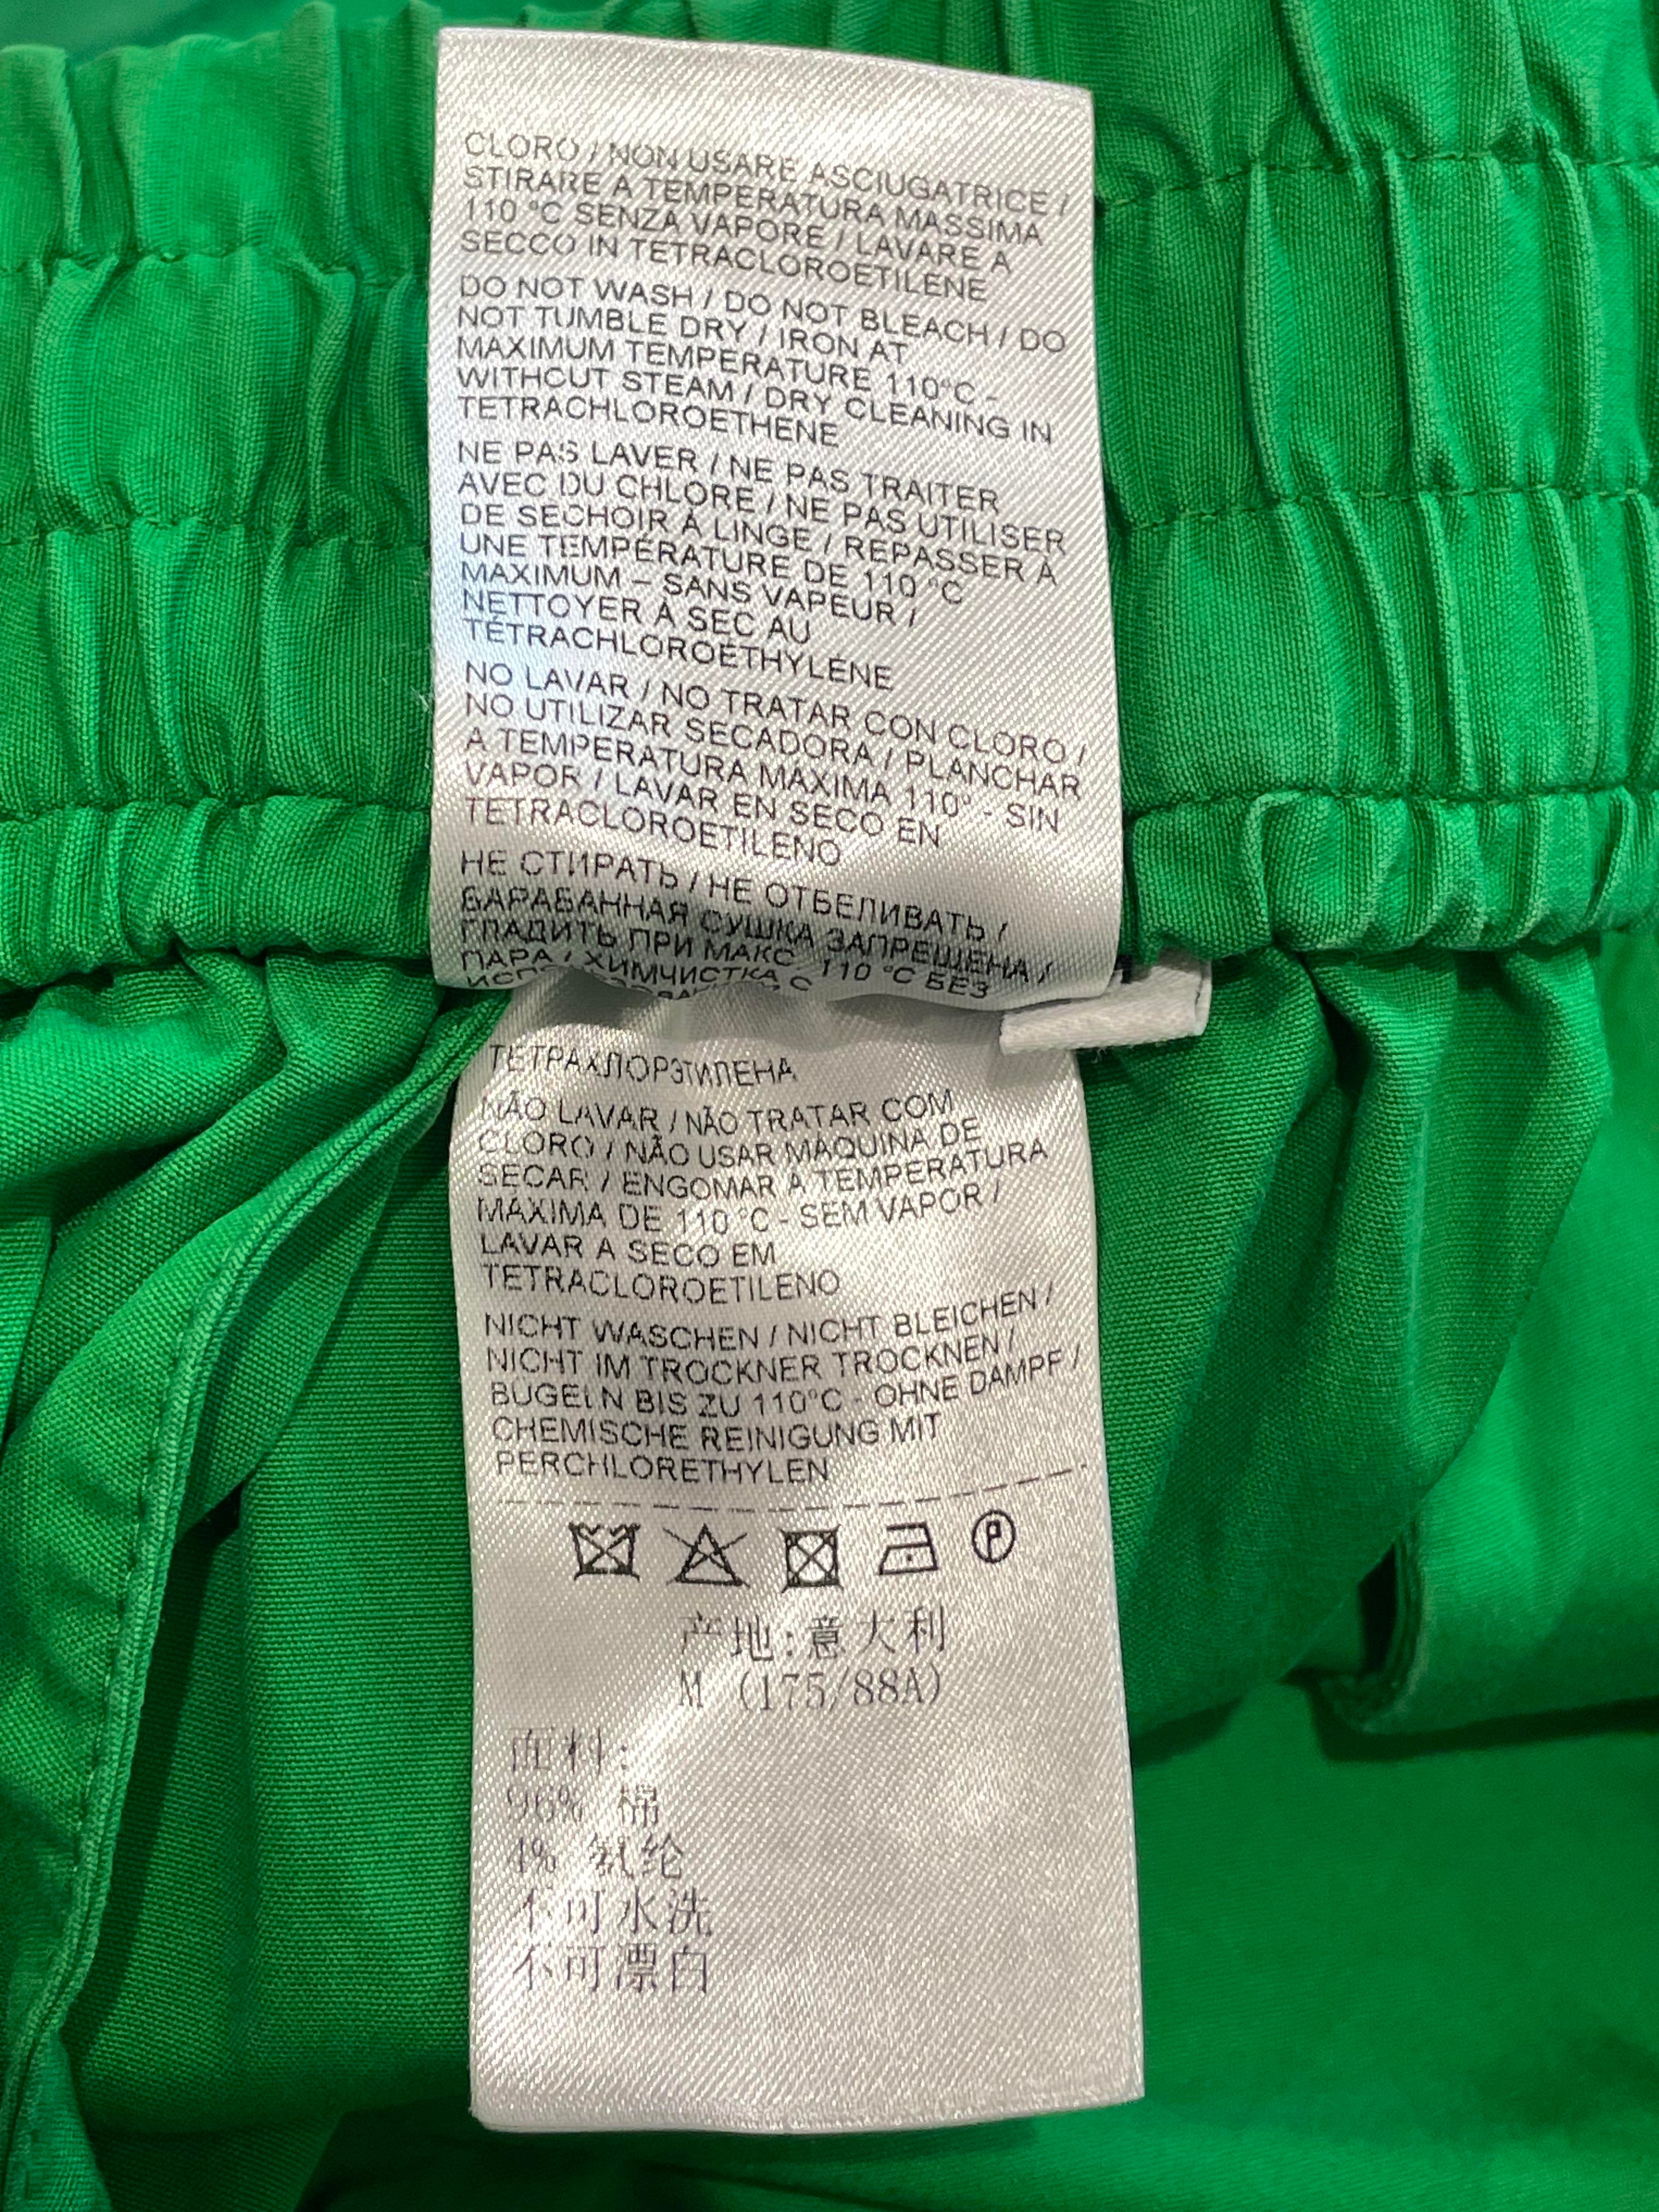 CLORO / NON USARE ASCIUGATRICE /
STIRARE A TEMPERATURA MASSIMA
110 °C SENZA VAPORE / LAVARE A
SECCO IN TETRACLOROETILENE
DO NOT WASH / DO NOT BLEACH / DO
NOT TUMBLE DRY / IRON AT
MAXIMUM TEMPERATURE 110°C -
WITHOUT STEAM / DRY CLEANING IN
TETRACHLOROETHENE
NE PAS LAVER / NE PAS TRAITER
AVEC DU CHLORE / NE PAS UTILISER
DE SECHOIR À LINGE / REPASSER À
UNE TEMPÉRATURE DE 110 °C
MAXIMUM – SANS VAPEUR /
NETTOYER À SEC AU
TÉTRACHLOROÉTHYLÉNE
NO LAVAR / NO TRATAR CON CLORO /
NO UTILIZAR SECADORA / PLANCHAR
A TEMPERATURA MAXIMA 110° - SIN
VAPOR / LAVAR EN SECO EN
TETRACLOROETILENO
НЕ СТИРАТЬ / НЕ ОТБЕЛИВАТЬ /
БАРАБАННАЯ СУШКА ЗАПРЕЩЕНА /
ГЛАДИТЬ ПРИ МАКС. 110 °C БЕЗ
ПАРА / ХИМЧИСТКА С
ТЕТРАХЛОРЭТИЛЕНА
NÃO LAVAR / NÃO TRATAR COM
CLORO / NÃO USAR MÁQUINA DE
SECAR / ENGOMAR À TEMPERATURA
MÁXIMA DE 110 °C - SEM VAPOR /
LAVAR A SECO EM
TETRACLOROETILENO
NICHT WASCHEN / NICHT BLEICHEN /
NICHT IM TROCKNER TROCKNEN /
BUGELN BIS ZU 110°C - OHNE DAMPF /
CHEMISCHE REINIGUNG MIT
PERCHLORETHYLEN
P
产地:意大利
M (175/88A)
面料:
96% 棉
4% 氨纶
不可水洗
不可漂白